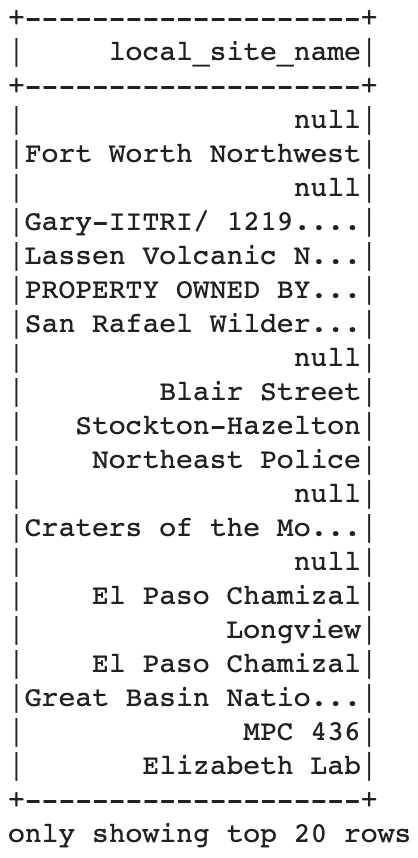 +--------------------+
|     local_site_name|
+--------------------+
|                null|
|Fort Worth Northwest|
|                null|
|Gary-IITRI/ 1219....|
|Lassen Volcanic N...|
|PROPERTY OWNED BY...|
|San Rafael Wilder...|
|                null|
|        Blair Street|
|   Stockton-Hazelton|
|    Northeast Police|
|                null|
|Craters of the Mo...|
|                null|
|    El Paso Chamizal|
|            Longview|
|    El Paso Chamizal|
|Great Basin Natio...|
|             MPC 436|
|       Elizabeth Lab|
+--------------------+
only showing top 20 rows